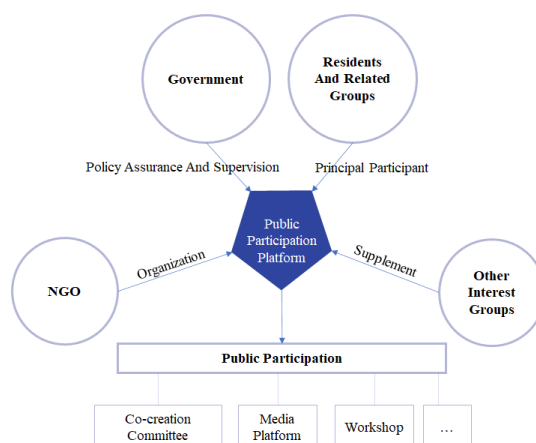 Government
Residents
And Related
Groups
Policy Assurance And Supervision
Principal Participant
Public
Participation
Platform
Organization
Supplement
NGO
Other
Interest
Groups
Public Participation
Co-creation
Committee
Media
Platform
Workshop
…